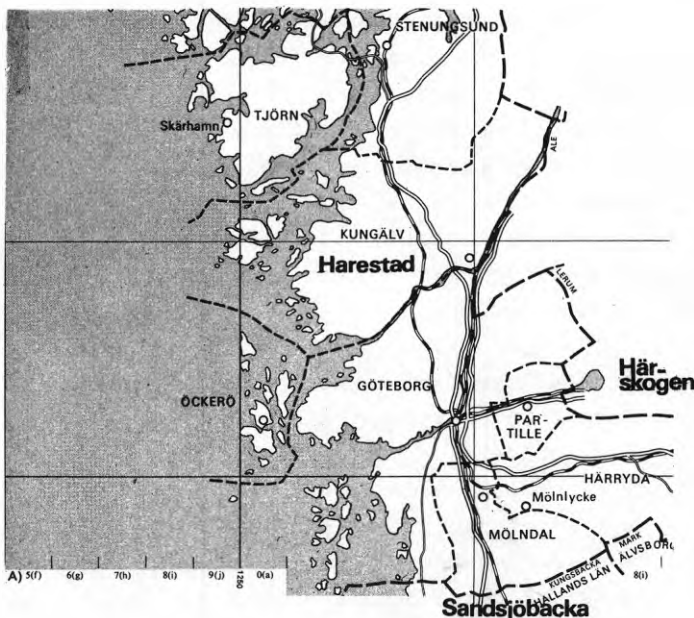 STENUNGSUND
Skärhamn
TJÖRN
ALE
KUNGÄLV
Harestad
LERUM
Här-
skogen
GÖTEBORG
ÖCKERÖ
PAR-
TILLE
HÄRRYDA
Mölnlycke
MÖLNDAL
MARK
ÄLVSBORG
KUNGSBACKA
HALLANDS LÄN
A) 5(f) 6(g) 7(h) 8(i) 9(j) 1250 0(a) 8(i)
Sandsjöbacka